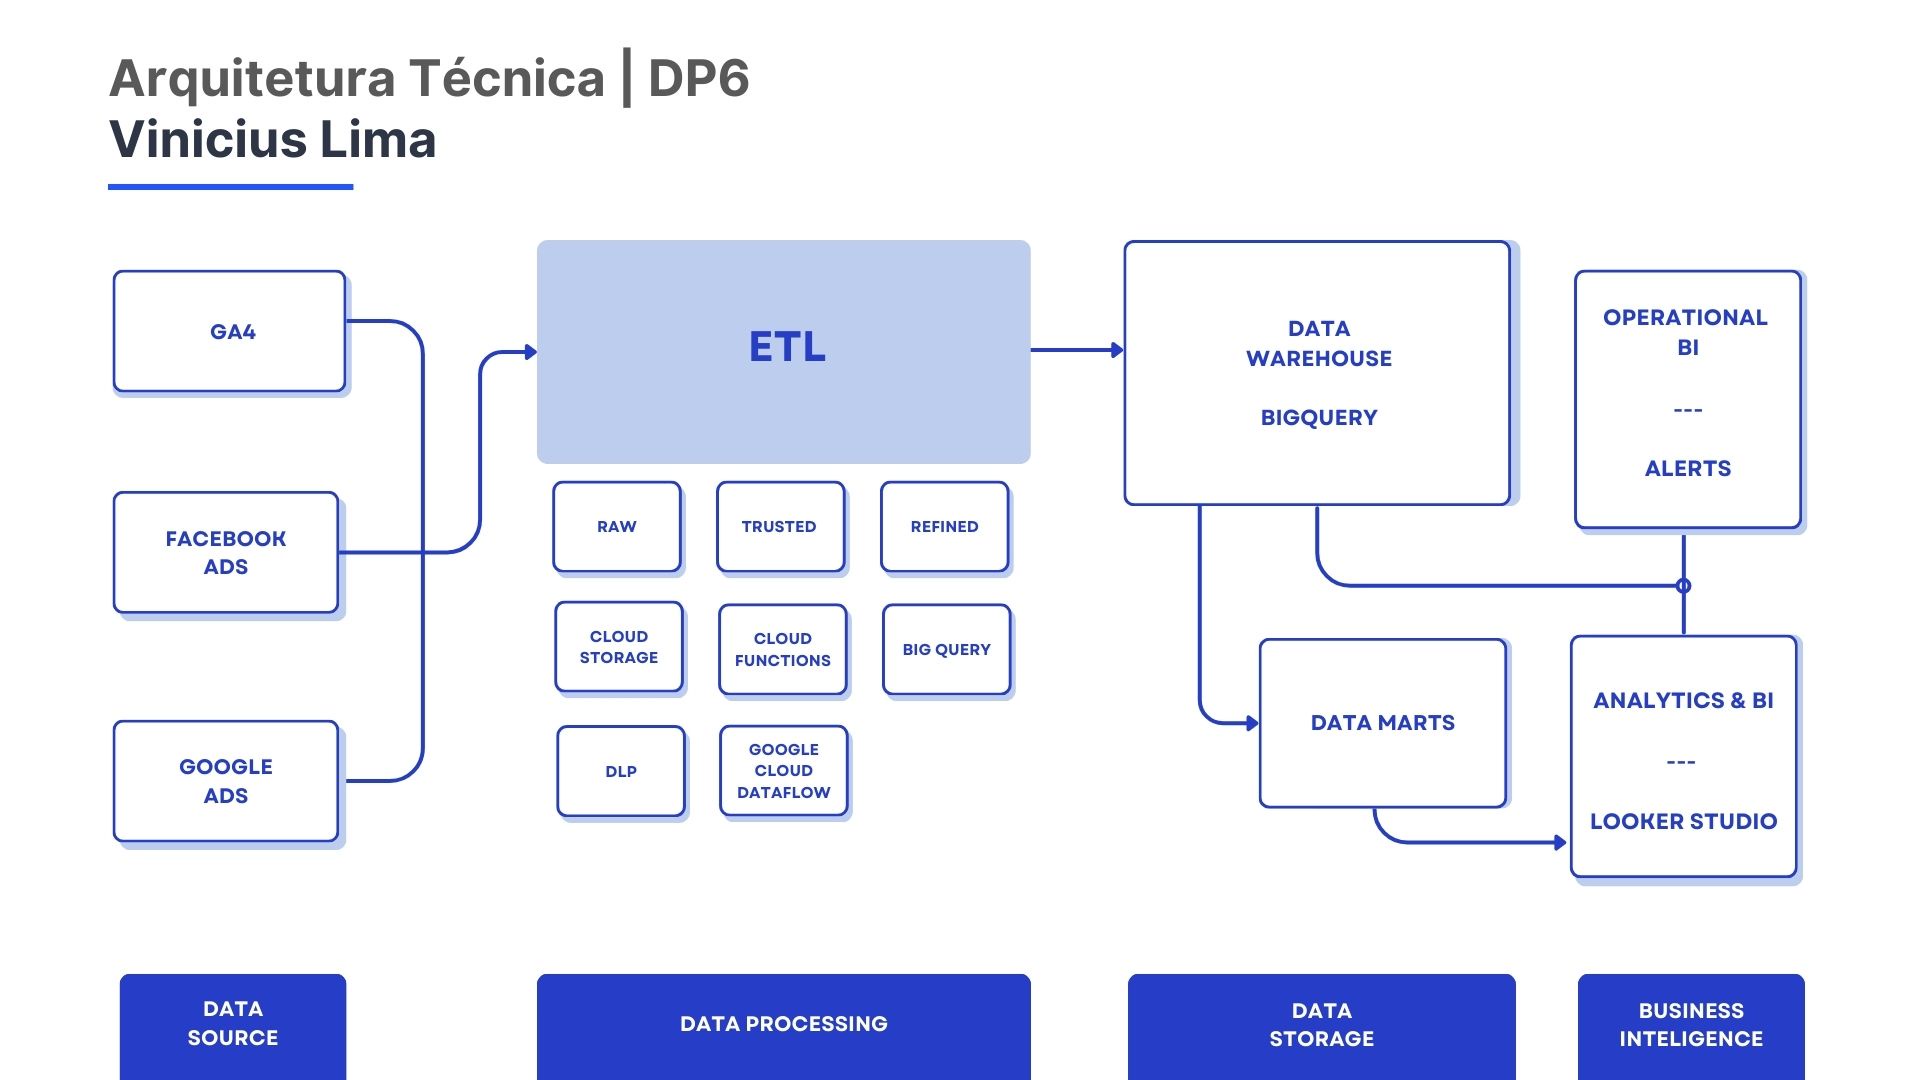 Arquitetura Técnica | DP6
Vinicius Lima
GA4
FACEBOOK
ADS
GOOGLE
ADS
ETL
RAW
TRUSTED
REFINED
CLOUD
STORAGE
CLOUD
FUNCTIONS
BIG QUERY
DLP
GOOGLE
CLOUD
DATAFLOW
DATA
WAREHOUSE
BIGQUERY
DATA MARTS
OPERATIONAL
BI
---
ALERTS
ANALYTICS & BI
---
LOOKER STUDIO
DATA
SOURCE
DATA PROCESSING
DATA
STORAGE
BUSINESS
INTELIGENCE